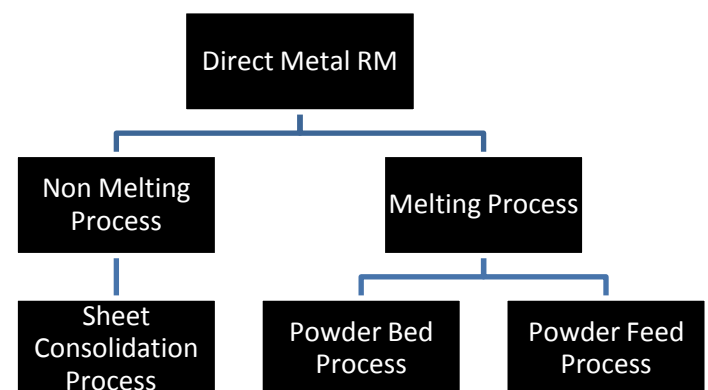 Direct Metal RM
Non Melting
Process
Melting Process
Sheet
Consolidation
Process
Powder Bed
Process
Powder Feed
Process